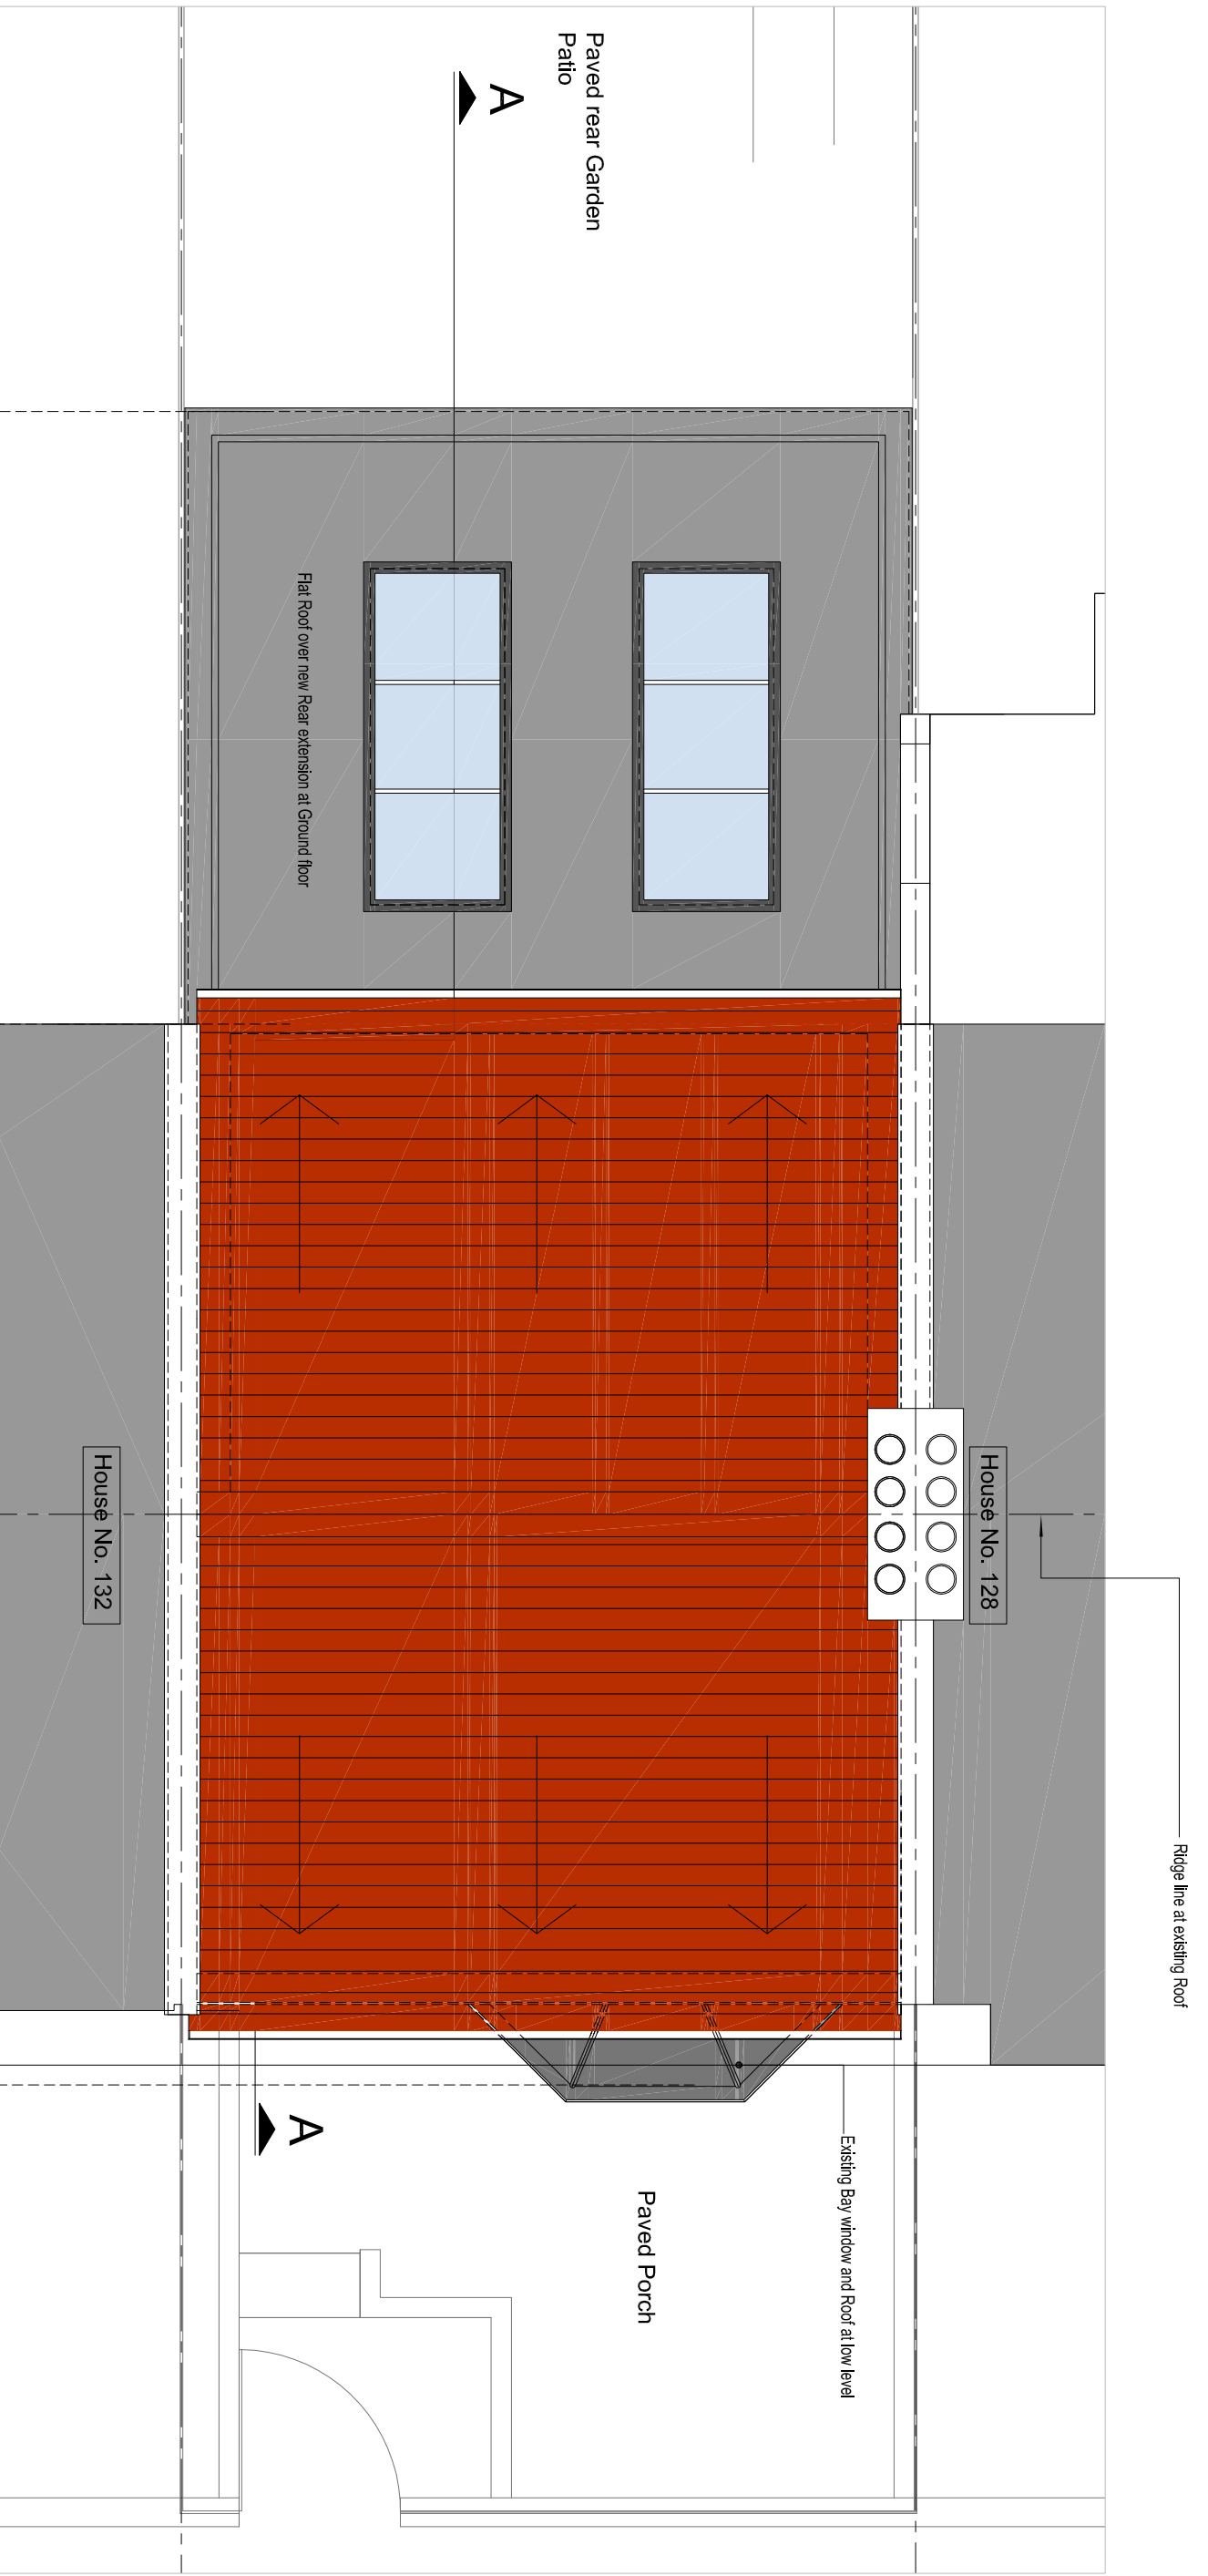 Paved rear Garden
Patio
A
Flat Roof over new Rear extension at Ground floor
House No. 128
House No. 132
Ridge line at existing Roof
A
Existing Bay window and Roof at low level
Paved Porch